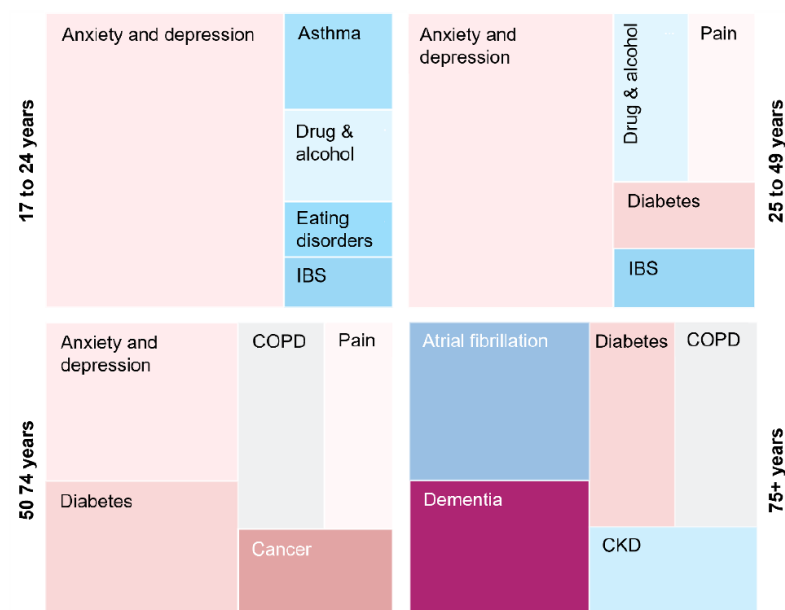 17 to 24 years
Anxiety and depression
Asthma
Drug &
alcohol
Eating
disorders
IBS
25 to 49 years
Anxiety and
depression
Drug & alcohol
Pain
Diabetes
IBS
50 74 years
Anxiety and
depression
COPD
Pain
Diabetes
Cancer
75+ years
Atrial fibrillation
Diabetes
COPD
Dementia
CKD